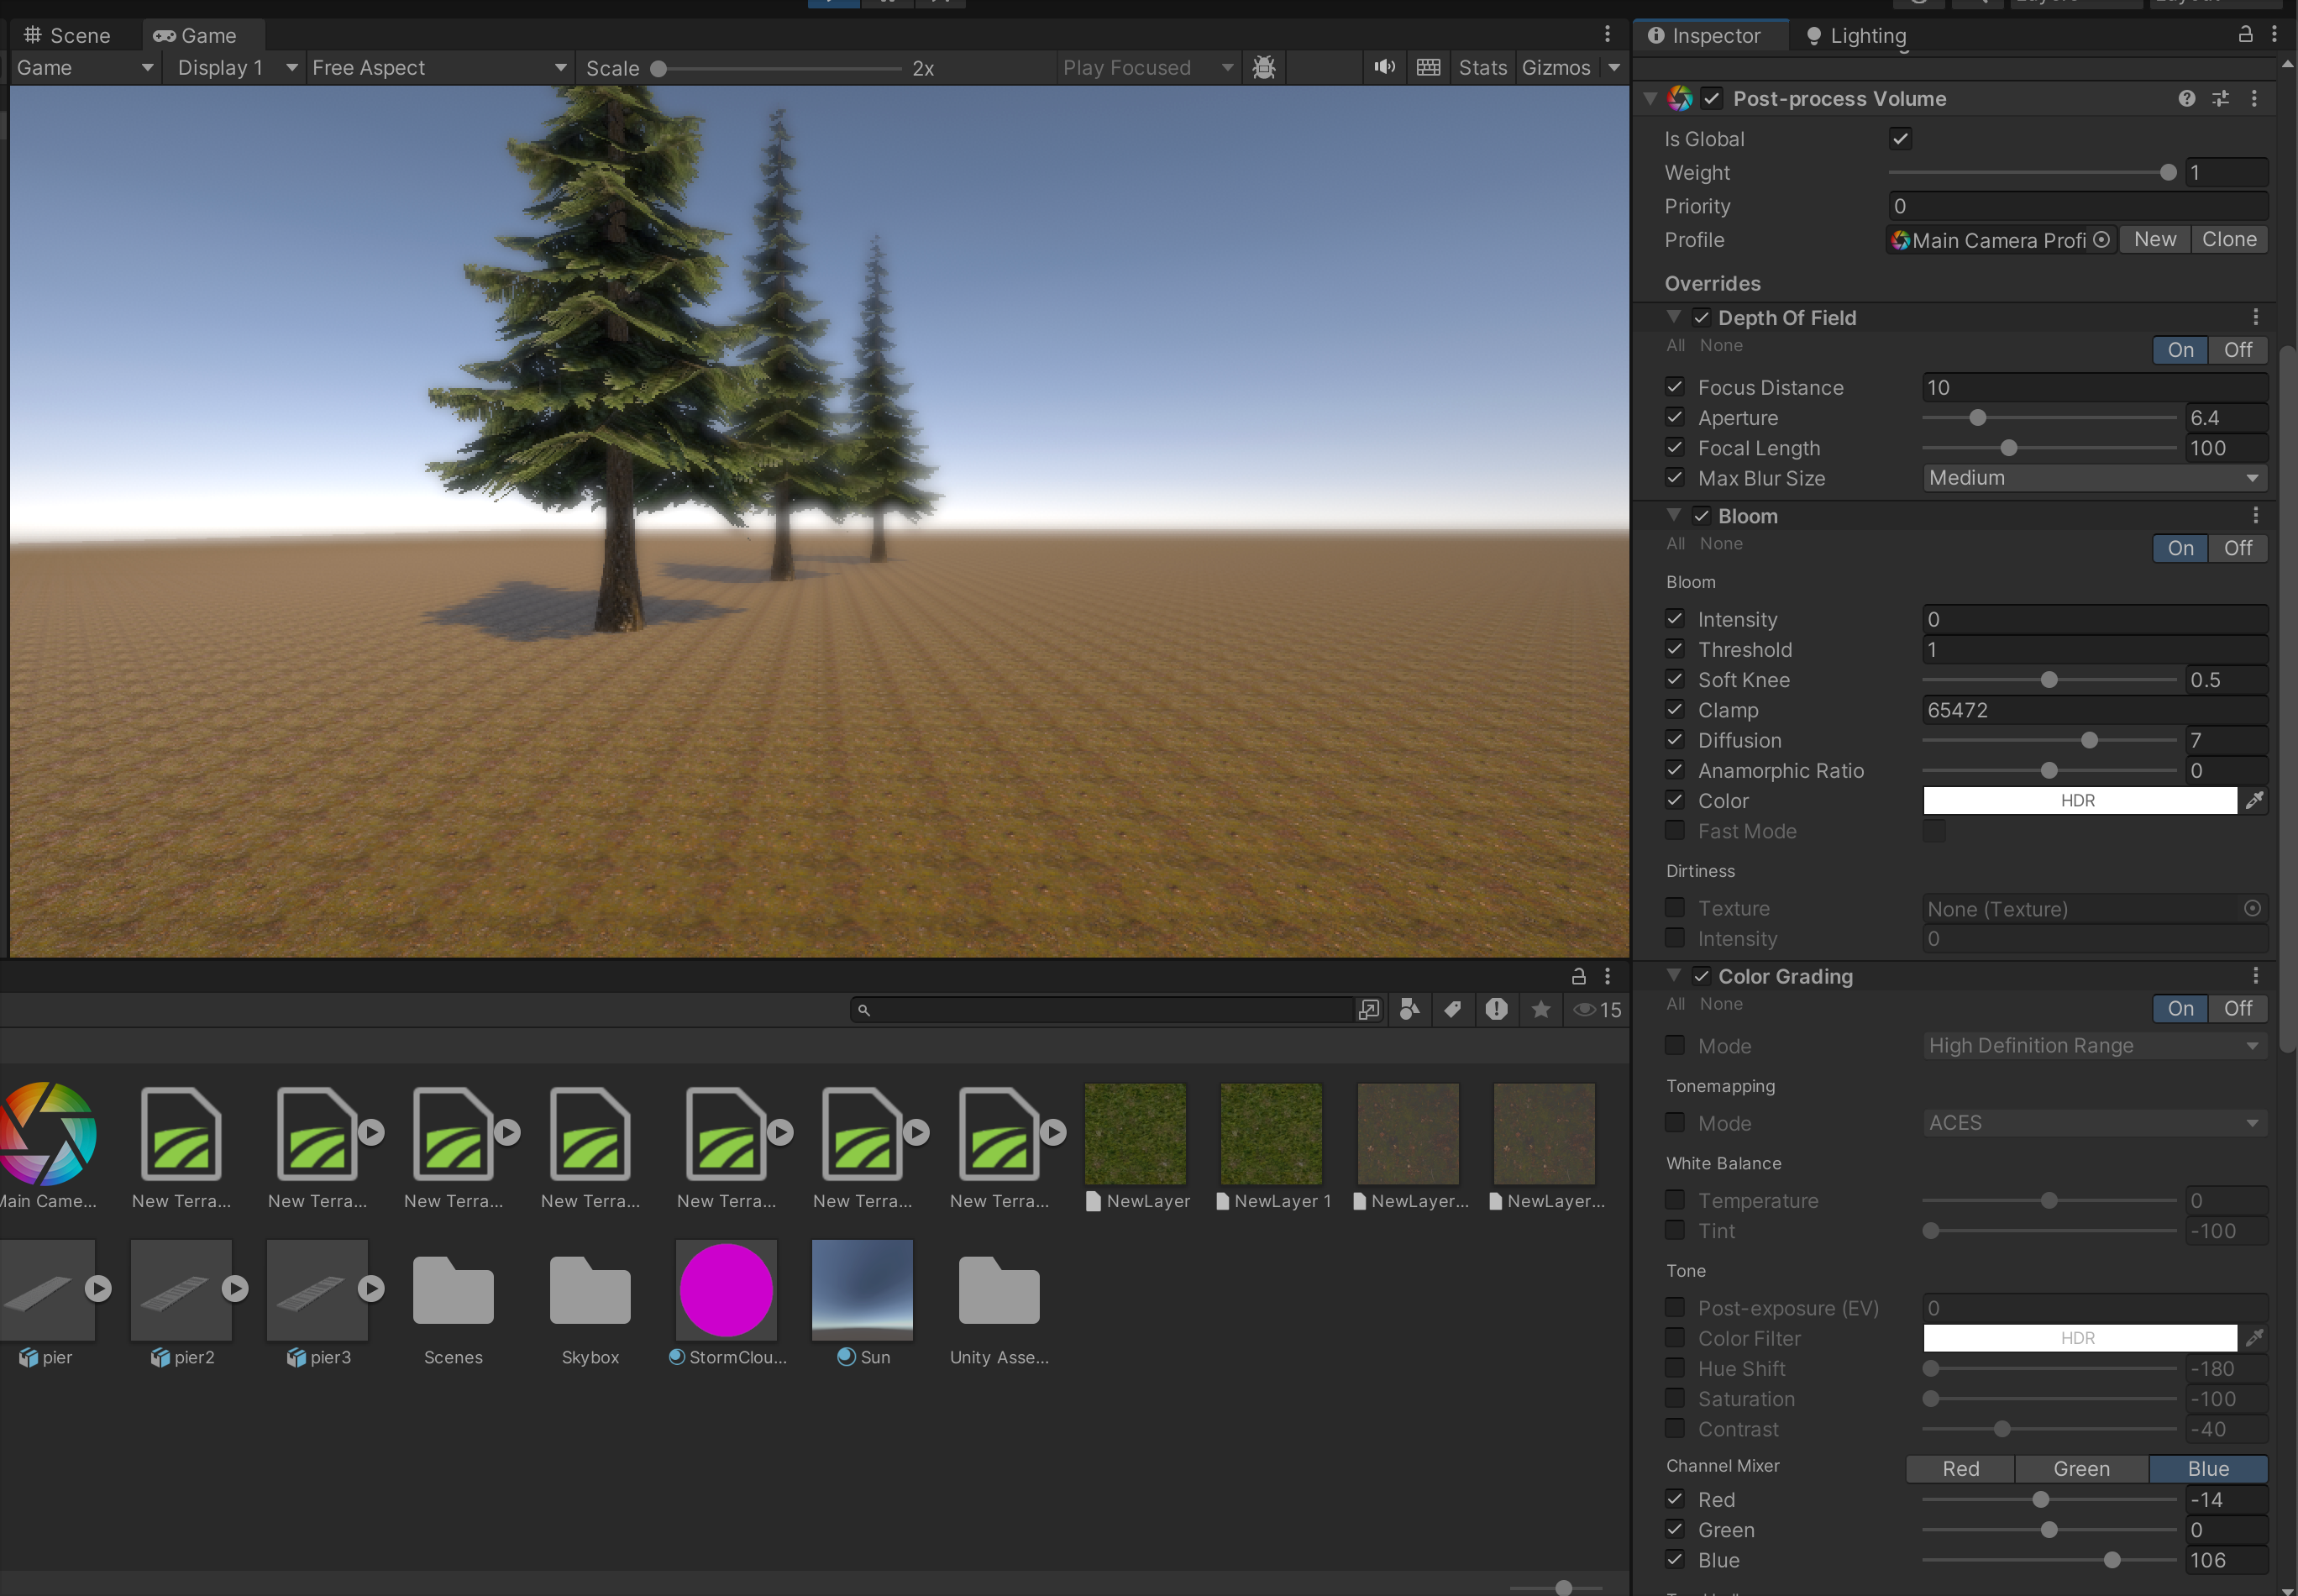 Scene
Game
Game
Display 1
Free Aspect
Scale
2x
Play Focused
Stats
Gizmos
15
Main Came...
New Terra...
New Terra...
New Terra...
New Terra...
New Terra...
New Terra...
New Terra...
NewLayer
NewLayer 1
NewLayer...
NewLayer...
pier
pier2
pier3
Scenes
Skybox
StormClou...
Sun
Unity Asse...
Inspector
Lighting
Post-process Volume
Is Global
Weight
1
Priority
0
Profile
Main Camera Profi
New
Clone
Overrides
Depth Of Field
All None
On Off
Focus Distance
10
Aperture
6.4
Focal Length
100
Max Blur Size
Medium
Bloom
All None
On Off
Bloom
Intensity
0
Threshold
1
Soft Knee
0.5
Clamp
65472
Diffusion
7
Anamorphic Ratio
0
Color
HDR
Fast Mode
Dirtiness
Texture
None (Texture)
Intensity
0
Color Grading
All None
On Off
Mode
High Definition Range
Tonemapping
Mode
ACES
White Balance
Temperature
0
Tint
-100
Tone
Post-exposure (EV)
0
Color Filter
HDR
Hue Shift
-180
Saturation
-100
Contrast
-40
Channel Mixer
Red Green Blue
Red
-14
Green
0
Blue
106